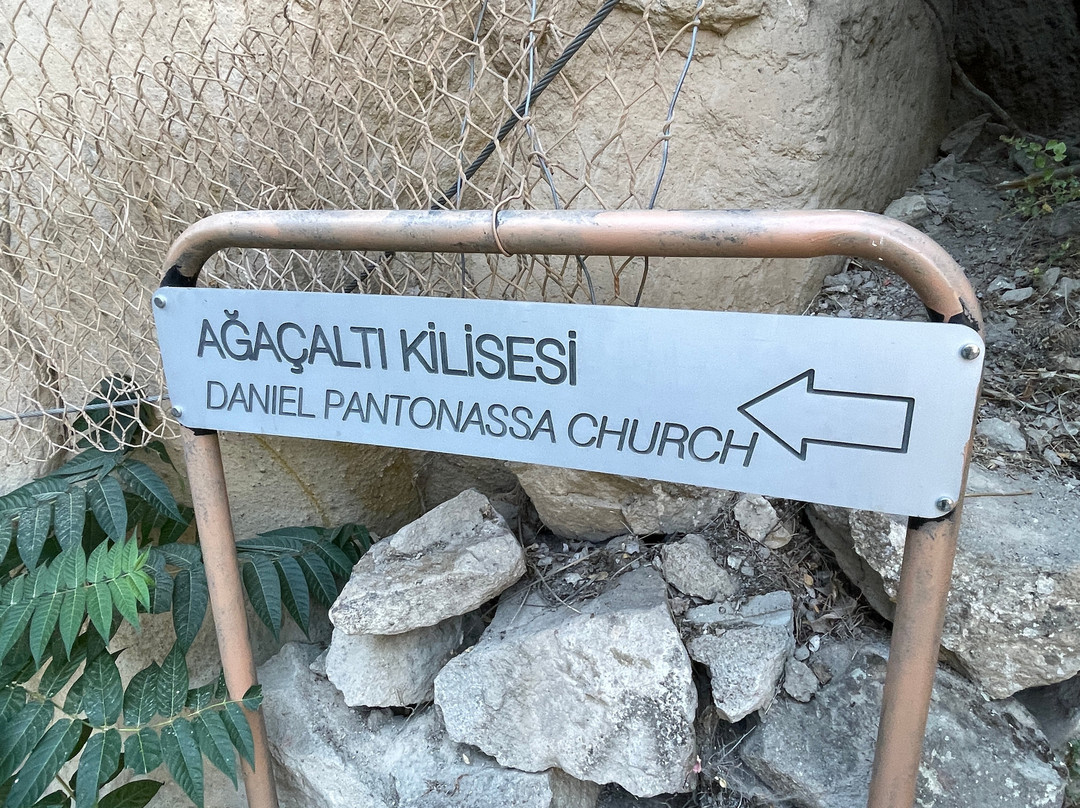 AĞAÇALTI KİLİSESİ
DANIEL PANTONASSA CHURCH